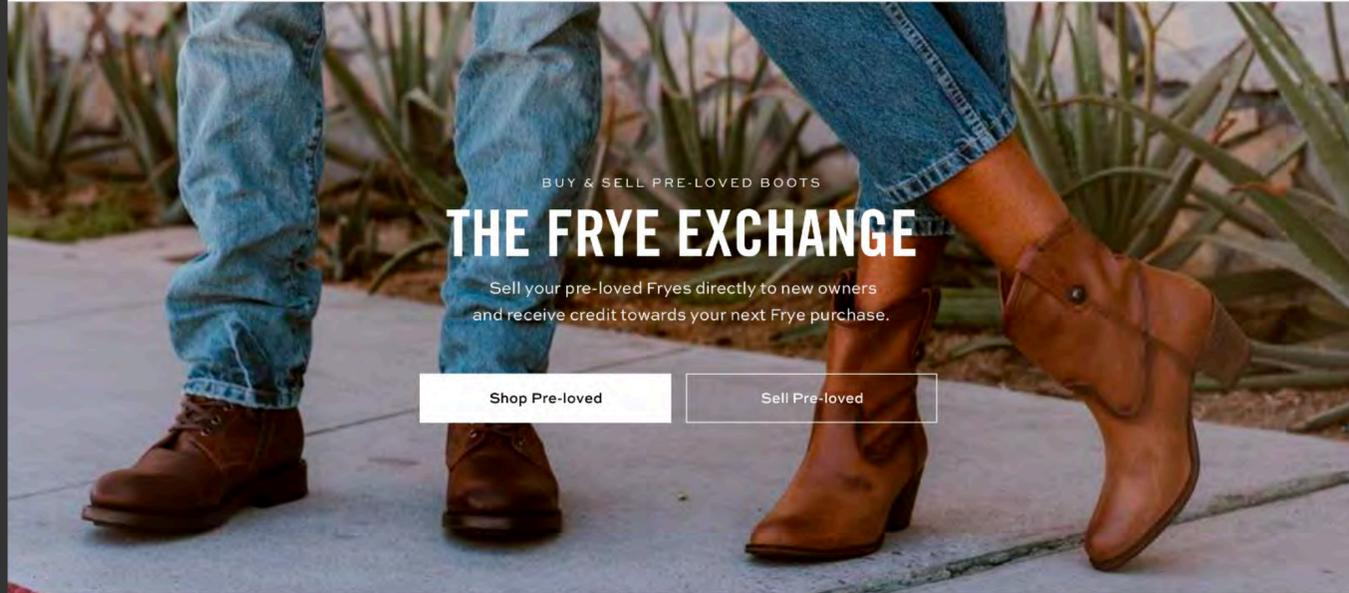 BUY & SELL PRE-LOVED BOOTS
THE FRYE EXCHANGE
Sell your pre-loved Fryes directly to new owners
and receive credit towards your next Frye purchase.
Shop Pre-loved
Sell Pre-loved